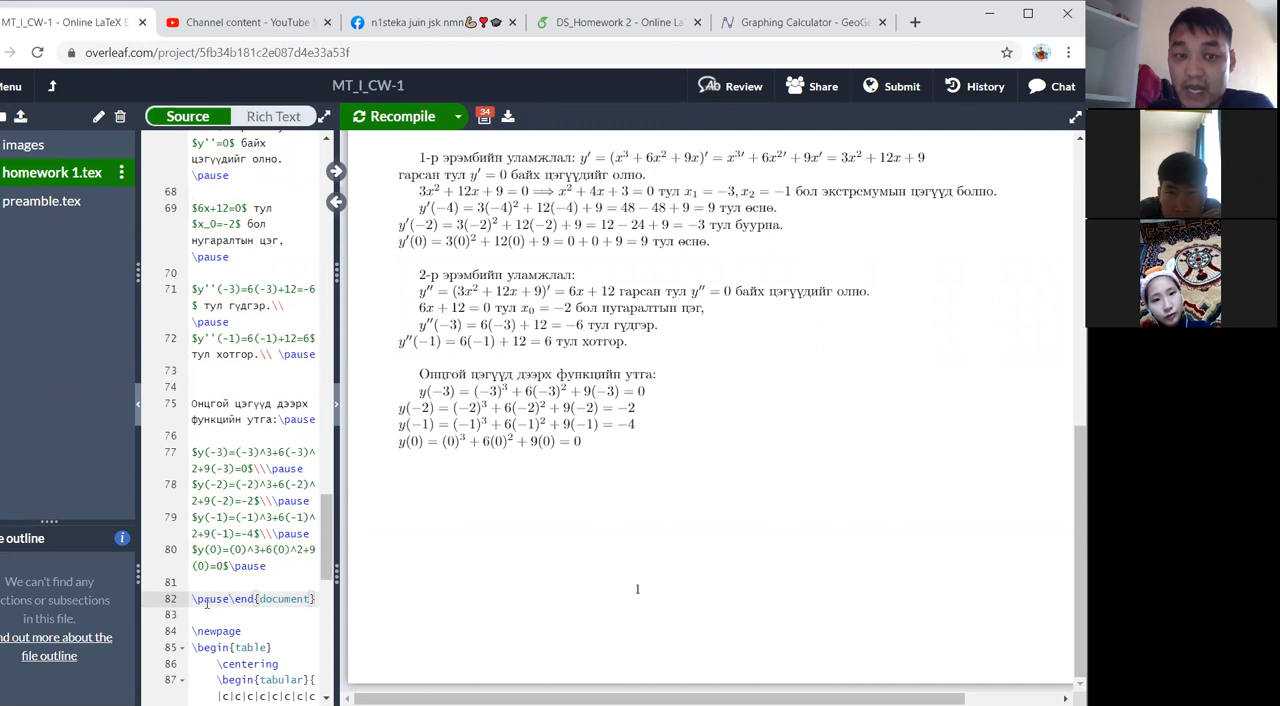 MT_I_CW-1 - Online LaTeX E
Channel content - YouTube
n1steka juin jsk nmn💪🏽❣️🎓
DS_Homework 2 - Online La
Graphing Calculator - GeoGe
overleaf.com/project/5fb34b181c2e087d4e33a53f
Menu
MT_I_CW-1
Review
Share
Submit
History
Chat
Source
Rich Text
Recompile
34
images
homework 1.tex
preamble.tex
$y''=0$ байх
цэгүүдийг олно.
\pause
68
69 $6x+12=0$ тул
$x_0=-2$ бол
нугаралтын цэг,
\pause
70
71 $y''(-3)=6(-3)+12=-6
$ тул гүдгэр.\\
\pause
72 $y''(-1)=6(-1)+12=6$
тул хотгор.\\ \pause
73
74
75 Онцгой цэгүүд дээрх
функцийн утга:\pause
76
77 $y(-3)=(-3)^3+6(-3)^
2+9(-3)=0$\\\pause
78 $y(-2)=(-2)^3+6(-2)^
2+9(-2)=-2$\\\pause
79 $y(-1)=(-1)^3+6(-1)^
2+9(-1)=-4$\\\pause
80 $y(0)=(0)^3+6(0)^2+9
(0)=0$\pause
81
82 \pause\end{document}
83
84 \newpage
85 \begin{table}
86 \centering
87 \begin{tabular}{
|c|c|c|c|c|c|c
1-р эрэмбийн уламжлал: y′ = (x³ + 6x² + 9x)′ = x³′ + 6x²′ + 9x′ = 3x² + 12x + 9
гарсан тул y′ = 0 байх цэгүүдийг олно.
3x² + 12x + 9 = 0 ⟹ x² + 4x + 3 = 0 тул x₁ = −3, x₂ = −1 бол экстремумын цэгүүд болно.
y′(−4) = 3(−4)² + 12(−4) + 9 = 48 − 48 + 9 = 9 тул өснө.
y′(−2) = 3(−2)² + 12(−2) + 9 = 12 − 24 + 9 = −3 тул буурна.
y′(0) = 3(0)² + 12(0) + 9 = 0 + 0 + 9 = 9 тул өснө.
2-р эрэмбийн уламжлал:
y″ = (3x² + 12x + 9)′ = 6x + 12 гарсан тул y″ = 0 байх цэгүүдийг олно.
6x + 12 = 0 тул x₀ = −2 бол нугаралтын цэг,
y″(−3) = 6(−3) + 12 = −6 тул гүдгэр.
y″(−1) = 6(−1) + 12 = 6 тул хотгор.
Онцгой цэгүүд дээрх функцийн утга:
y(−3) = (−3)³ + 6(−3)² + 9(−3) = 0
y(−2) = (−2)³ + 6(−2)² + 9(−2) = −2
y(−1) = (−1)³ + 6(−1)² + 9(−1) = −4
y(0) = (0)³ + 6(0)² + 9(0) = 0
1
outline
We can't find any
sections or subsections
in this file.
Find out more about the
file outline